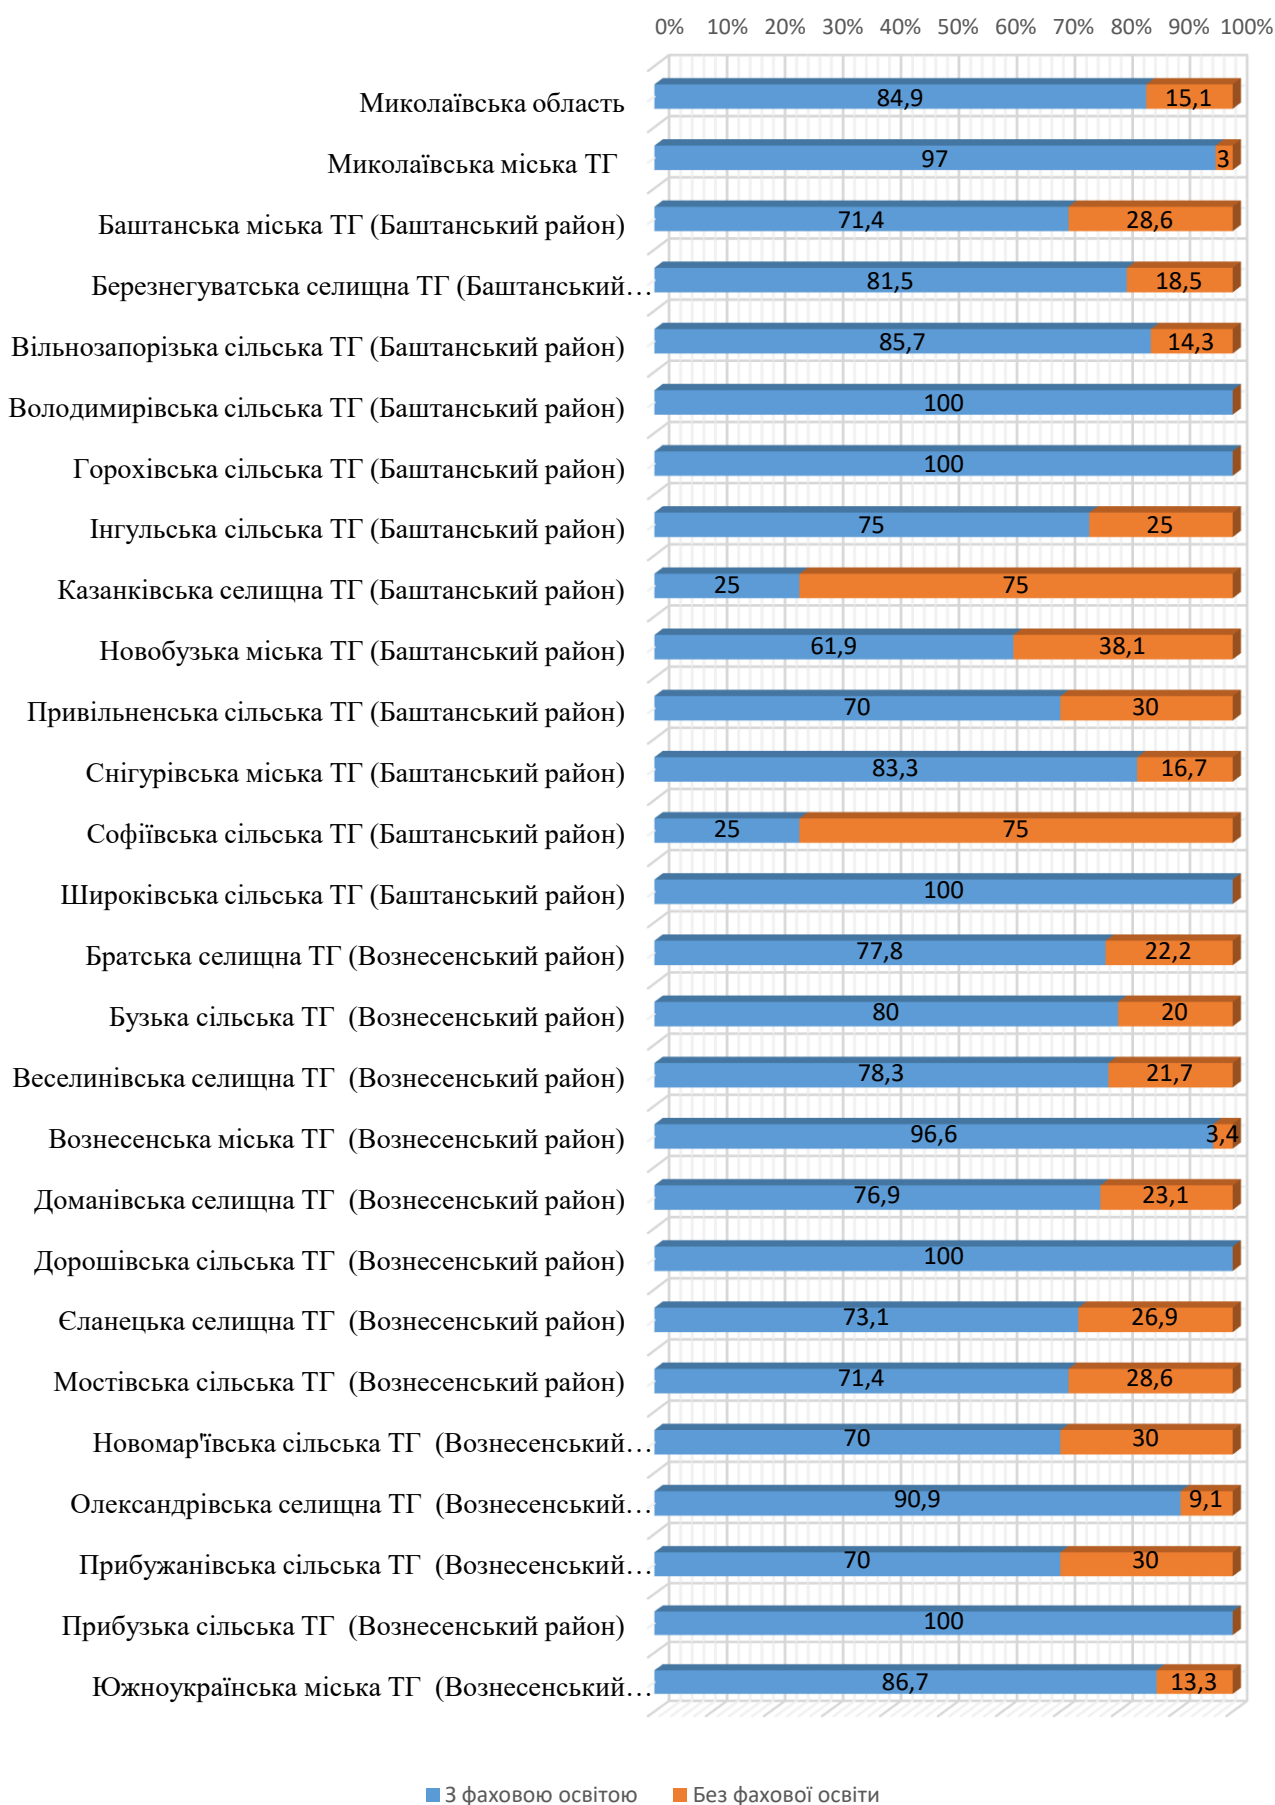 0% 10% 20% 30% 40% 50% 60% 70% 80% 90% 100%
Миколаївська область 84,9 15,1
Миколаївська міська ТГ 97 3
Баштанська міська ТГ (Баштанський район) 71,4 28,6
Березнегуватська селищна ТГ (Баштанський… 81,5 18,5
Вільнозапорізька сільська ТГ (Баштанський район) 85,7 14,3
Володимирівська сільська ТГ (Баштанський район) 100
Горохівська сільська ТГ (Баштанський район) 100
Інгульська сільська ТГ (Баштанський район) 75 25
Казанківська селищна ТГ (Баштанський район) 25 75
Новобузька міська ТГ (Баштанський район) 61,9 38,1
Привільненська сільська ТГ (Баштанський район) 70 30
Снігурівська міська ТГ (Баштанський район) 83,3 16,7
Софіївська сільська ТГ (Баштанський район) 25 75
Широківська сільська ТГ (Баштанський район) 100
Братська селищна ТГ (Вознесенський район) 77,8 22,2
Бузька сільська ТГ (Вознесенський район) 80 20
Веселинівська селищна ТГ (Вознесенський район) 78,3 21,7
Вознесенська міська ТГ (Вознесенський район) 96,6 3,4
Доманівська селищна ТГ (Вознесенський район) 76,9 23,1
Дорошівська сільська ТГ (Вознесенський район) 100
Єланецька селищна ТГ (Вознесенський район) 73,1 26,9
Мостівська сільська ТГ (Вознесенський район) 71,4 28,6
Новомар'ївська сільська ТГ (Вознесенський… 70 30
Олександрівська селищна ТГ (Вознесенський… 90,9 9,1
Прибужанівська сільська ТГ (Вознесенський… 70 30
Прибузька сільська ТГ (Вознесенський район) 100
Южноукраїнська міська ТГ (Вознесенський… 86,7 13,3
З фаховою освітою Без фахової освіти